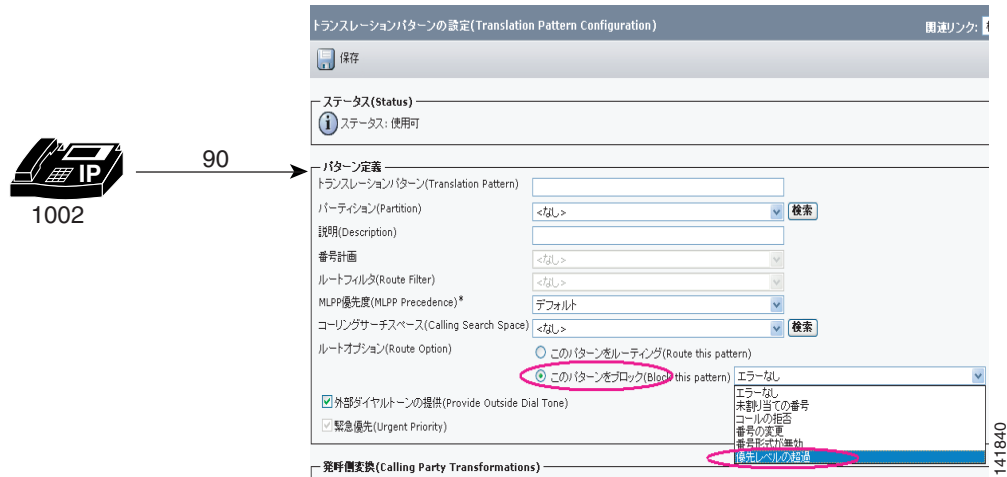 トランスレーションパターンの設定(Translation Pattern Configuration)
関連リンク:
保存
ステータス(Status)
ステータス: 使用可
パターン定義
トランスレーションパターン(Translation Pattern)
パーティション(Partition) <なし> 検索
説明(Description)
番号計画 <なし>
ルートフィルタ(Route Filter) <なし>
MLPP優先度(MLPP Precedence)* デフォルト
コーリングサーチスペース(Calling Search Space) <なし> 検索
ルートオプション(Route Option) このパターンをルーティング(Route this pattern)
このパターンをブロック(Block this pattern) エラーなし
エラーなし
未割り当ての番号
コールの拒否
番号の変更
番号形式が無効
優先レベルの超過
外部ダイヤルトーンの提供(Provide Outside Dial Tone)
緊急優先(Urgent Priority)
発呼側変換(Calling Party Transformations)
IP
1002
90
141840